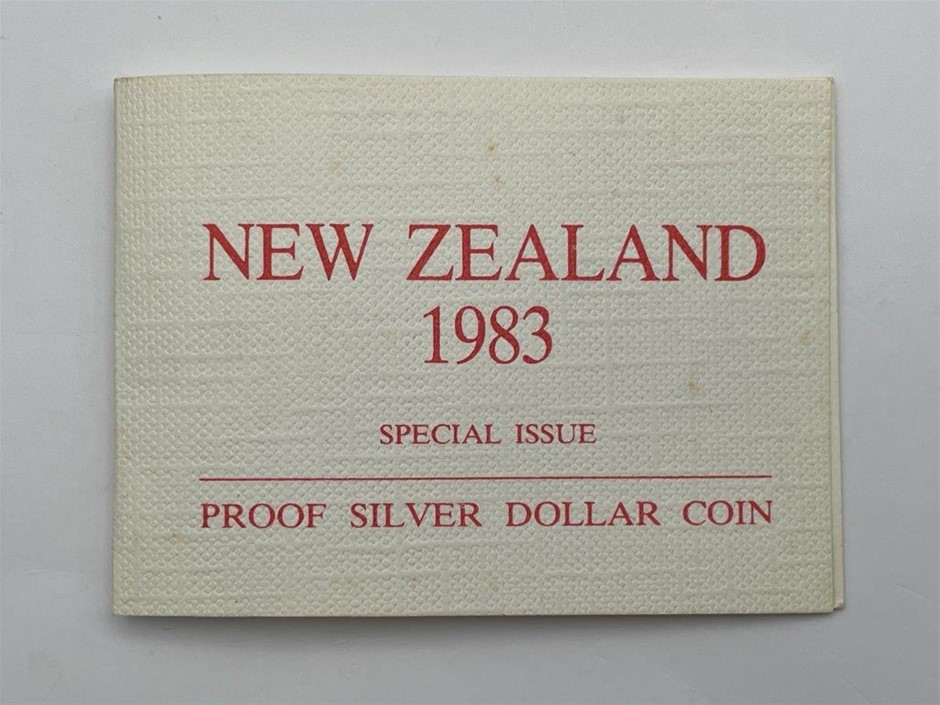 NEW ZEALAND
1983
SPECIAL ISSUE
PROOF SILVER DOLLAR COIN